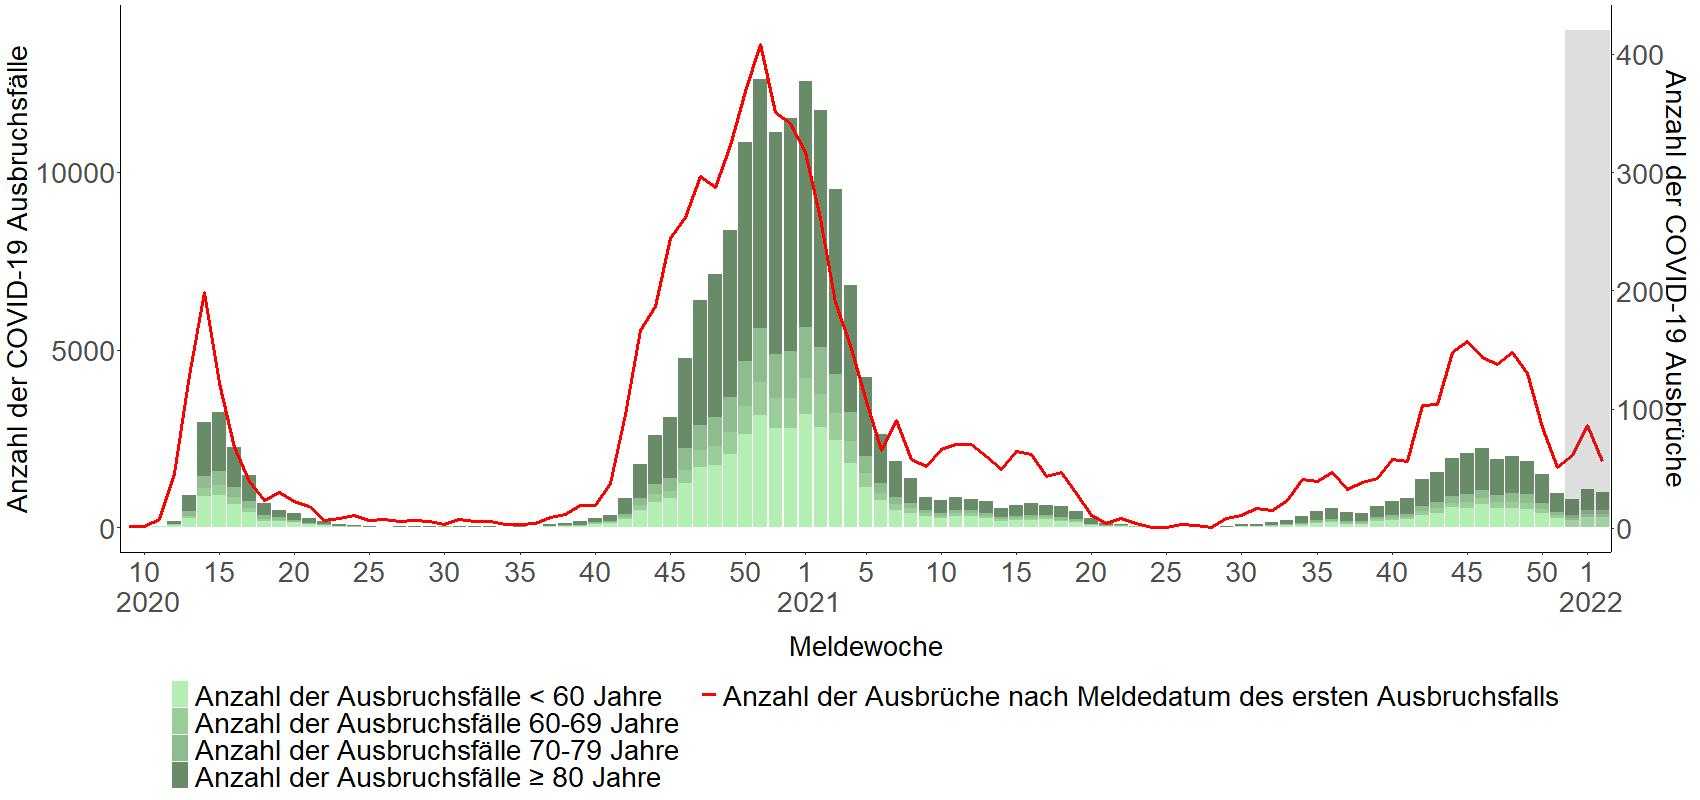 Anzahl der COVID-19 Ausbruchsfälle
10000
5000
0
400
300
200
100
0
Anzahl der COVID-19 Ausbrüche
10 15 20 25 30 35 40 45 50 1 5 10 15 20 25 30 35 40 45 50 1
2020 2021 2022
Meldewoche
Anzahl der Ausbruchsfälle < 60 Jahre
Anzahl der Ausbruchsfälle 60-69 Jahre
Anzahl der Ausbruchsfälle 70-79 Jahre
Anzahl der Ausbruchsfälle ≥ 80 Jahre
Anzahl der Ausbrüche nach Meldedatum des ersten Ausbruchsfalls